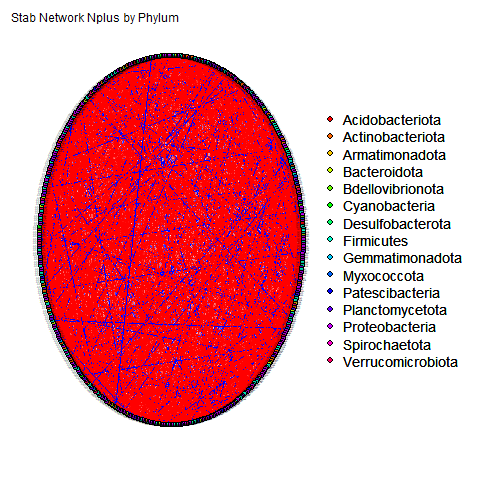 Stab Network Nplus by Phylum
Acidobacteriota
Actinobacteriota
Armatimonadota
Bacteroidota
Bdellovibrionota
Cyanobacteria
Desulfobacterota
Firmicutes
Gemmatimonadota
Myxococcota
Patescibacteria
Planctomycetota
Proteobacteria
Spirochaetota
Verrucomicrobiota